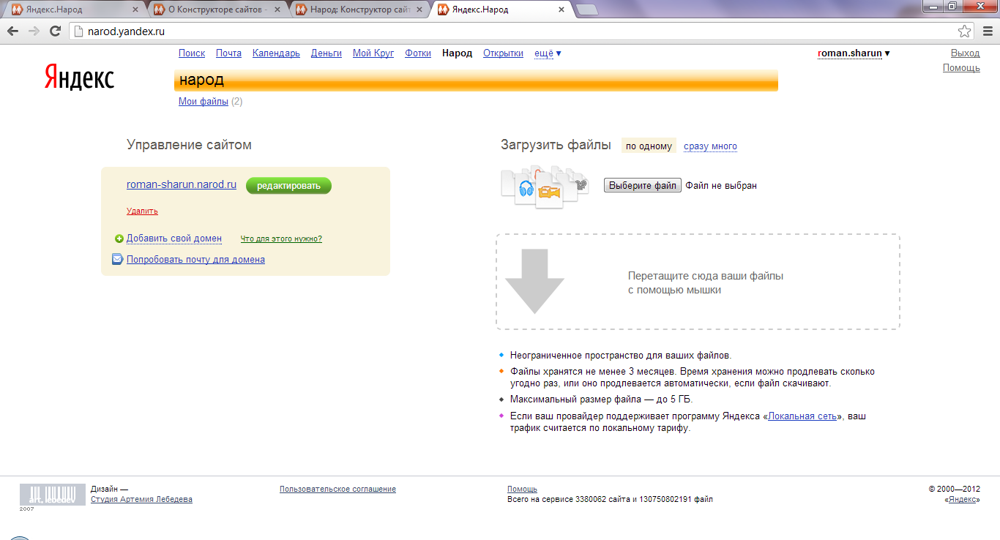 Яндекс.Народ
О Конструкторе сайтов -
Народ: Конструктор сайт
Яндекс.Народ
narod.yandex.ru
Поиск Почта Календарь Деньги Мой Круг Фотки Народ Открытки ещё ▼
roman.sharun ▼
Выход
Помощь
Яндекс
народ
Мои файлы (2)
Управление сайтом
roman-sharun.narod.ru редактировать
Удалить
Добавить свой домен Что для этого нужно?
Попробовать почту для домена
Загрузить файлы по одному сразу много
Выберите файл Файл не выбран
Перетащите сюда ваши файлы
с помощью мышки
Неограниченное пространство для ваших файлов.
Файлы хранятся не менее 3 месяцев. Время хранения можно продлевать сколько
угодно раз, или оно продлевается автоматически, если файл скачивают.
Максимальный размер файла — до 5 ГБ.
Если ваш провайдер поддерживает программу Яндекса «Локальная сеть», ваш
трафик считается по локальному тарифу.
art. lebedev
2007
Дизайн —
Студия Артемия Лебедева
Пользовательское соглашение
Помощь
Всего на сервисе 3380062 сайта и 130750802191 файл
© 2000—2012
«Яндекс»